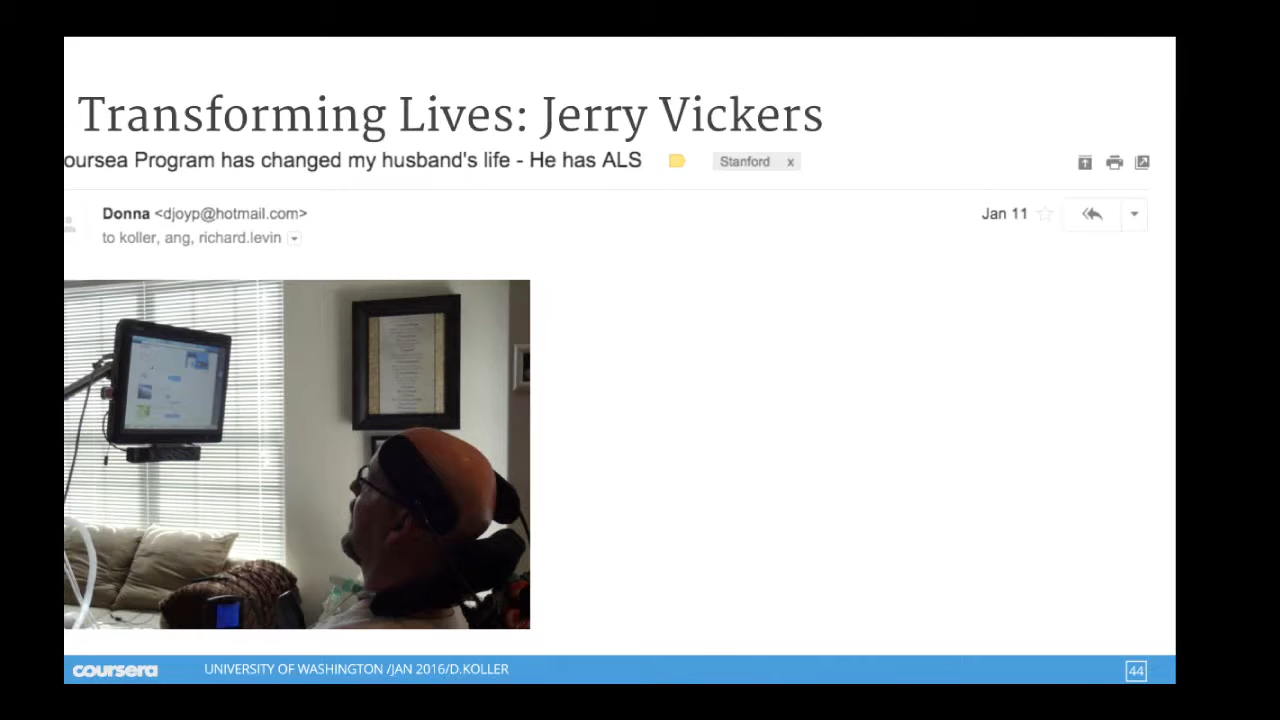 Transforming Lives: Jerry Vickers
oursea Program has changed my husband's life - He has ALS
Stanford x
Donna <djoyp@hotmail.com>
Jan 11
to koller, ang, richard.levin
coursera
UNIVERSITY OF WASHINGTON /JAN 2016/D.KOLLER
44